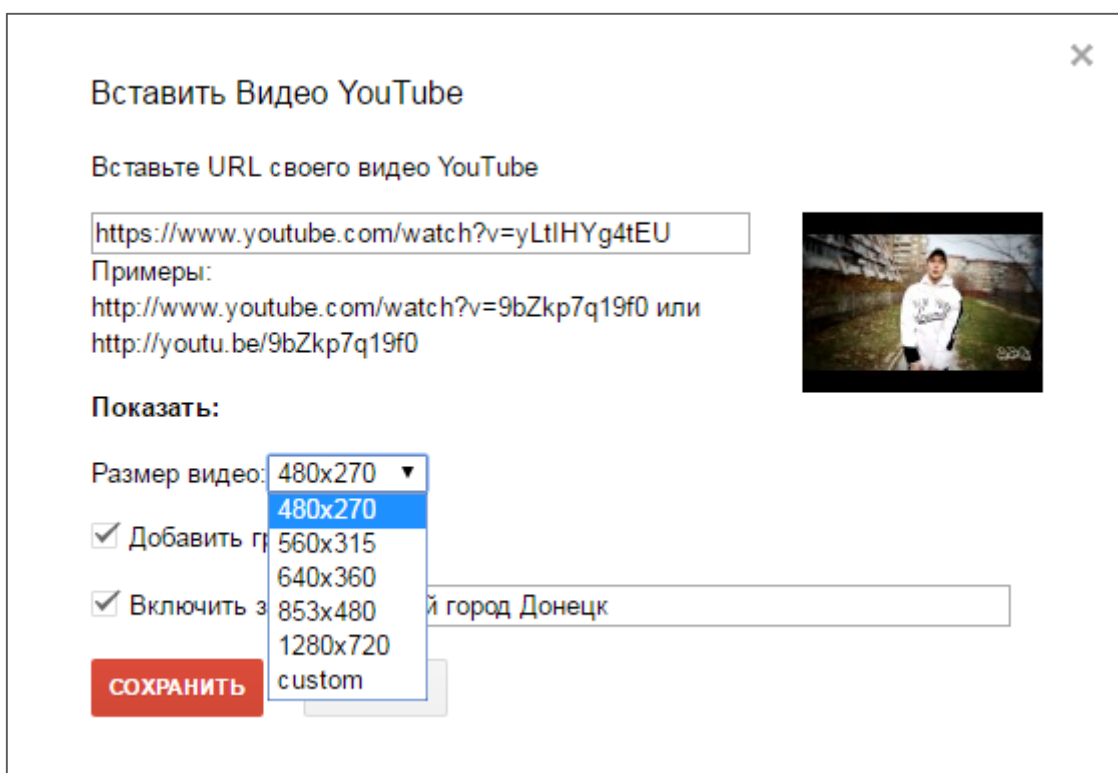 Вставить Видео YouTube
Вставьте URL своего видео YouTube
https://www.youtube.com/watch?v=yLtlHYg4tEU
Примеры:
http://www.youtube.com/watch?v=9bZkp7q19f0 или
http://youtu.be/9bZkp7q19f0
Показать:
Размер видео: 480x270
480x270
Добавить
560x315
640x360
Включить
853x480
город Донецк
1280x720
custom
СОХРАНИТЬ